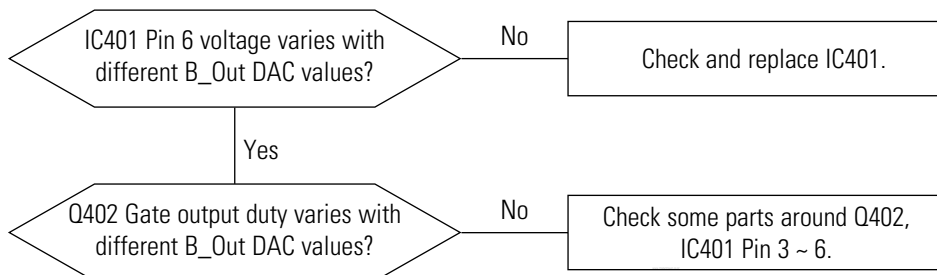 IC401 Pin 6 voltage varies with
different B_Out DAC values?
No
Check and replace IC401.
Yes
Q402 Gate output duty varies with
different B_Out DAC values?
No
Check some parts around Q402,
IC401 Pin 3 ~ 6.